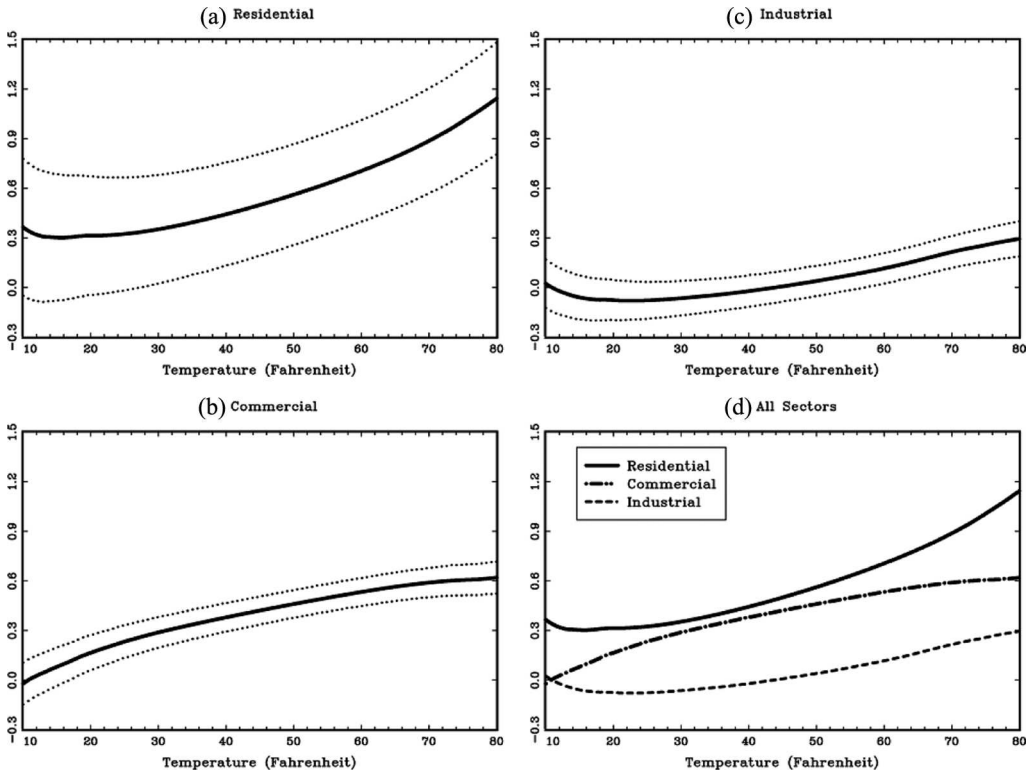 (a) Residential
1.5
1.2
0.9
0.6
0.3
0.0
-0.3
10 20 30 40 50 60 70 80
Temperature (Fahrenheit)
(c) Industrial
1.5
1.2
0.9
0.6
0.3
0.0
-0.3
10 20 30 40 50 60 70 80
Temperature (Fahrenheit)
(b) Commercial
1.5
1.2
0.9
0.6
0.3
0.0
-0.3
10 20 30 40 50 60 70 80
Temperature (Fahrenheit)
(d) All Sectors
1.5
1.2
0.9
0.6
0.3
0.0
-0.3
Residential
Commercial
Industrial
10 20 30 40 50 60 70 80
Temperature (Fahrenheit)